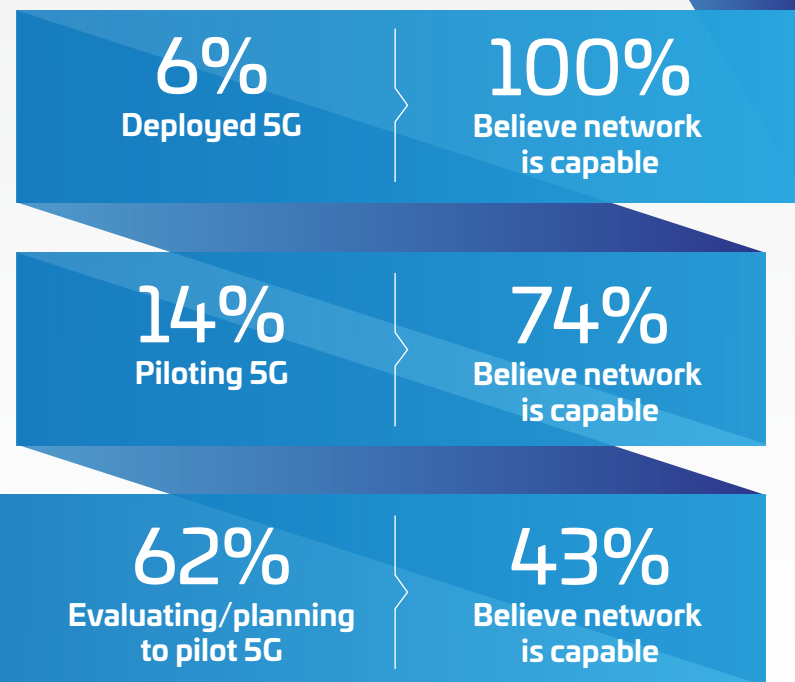 6%
Deployed 5G
100%
Believe network
is capable
14%
Piloting 5G
74%
Believe network
is capable
62%
Evaluating/planning
to pilot 5G
43%
Believe network
is capable